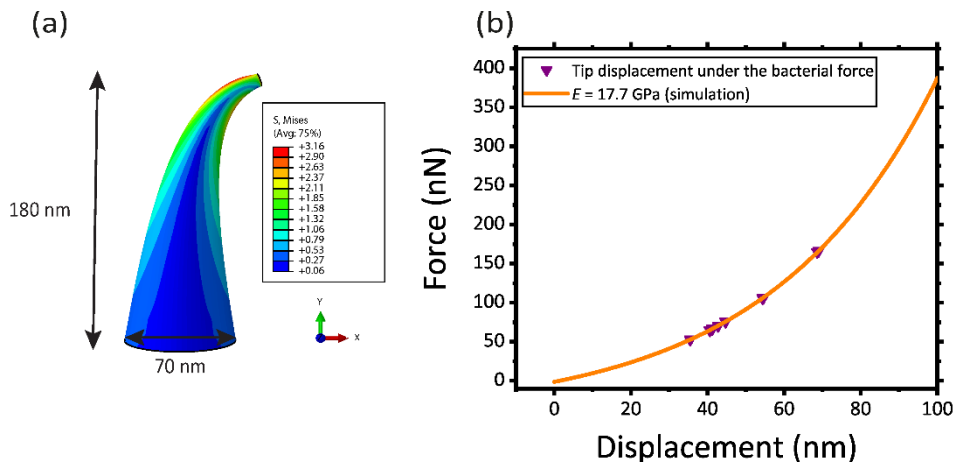 (a)
180 nm
70 nm
S, Mises
(Avg: 75%)
+3.16
+2.90
+2.63
+2.37
+2.11
+1.85
+1.58
+1.32
+1.06
+0.79
+0.53
+0.27
+0.06
Y
X
(b)
Tip displacement under the bacterial force
E = 17.7 GPa (simulation)
Force (nN)
400
350
300
250
200
150
100
50
0
0 20 40 60 80 100
Displacement (nm)